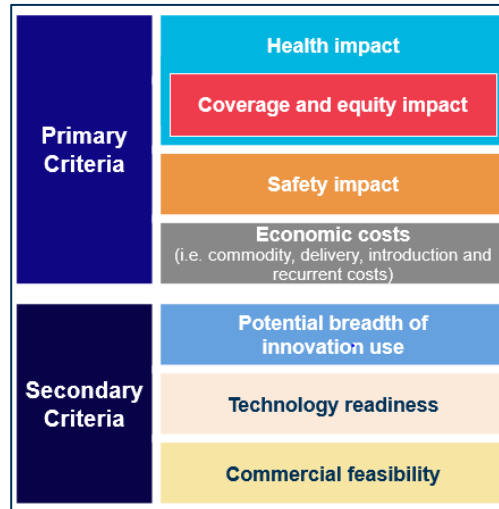 Primary
Criteria
Health impact
Coverage and equity impact
Safety impact
Economic costs
(i.e. commodity, delivery, introduction and
recurrent costs)
Secondary
Criteria
Potential breadth of
innovation use
Technology readiness
Commercial feasibility